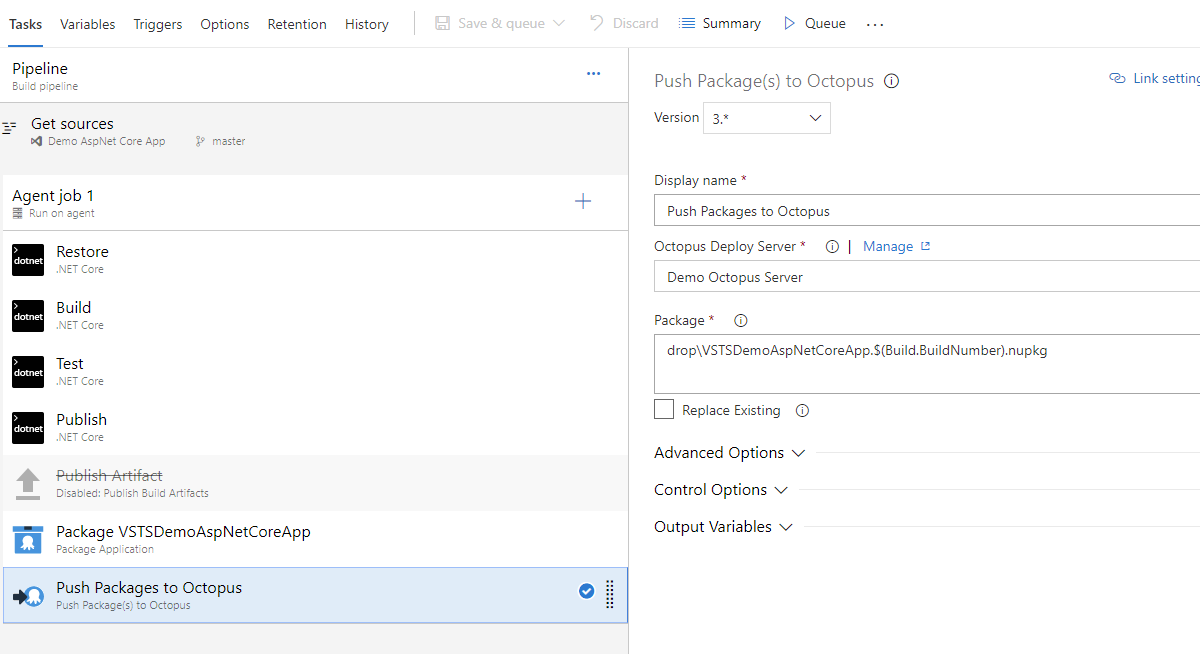 Tasks Variables Triggers Options Retention History Save & queue Discard Summary Queue ...
Pipeline
Build pipeline
Get sources
Demo AspNet Core App master
Agent job 1
Run on agent
dotnet Restore
.NET Core
dotnet Build
.NET Core
dotnet Test
.NET Core
dotnet Publish
.NET Core
Publish Artifact
Disabled: Publish Build Artifacts
Package VSTSDemoAspNetCoreApp
Package Application
Push Packages to Octopus
Push Package(s) to Octopus
Push Package(s) to Octopus Link setting
Version 3.*
Display name *
Push Packages to Octopus
Octopus Deploy Server * | Manage
Demo Octopus Server
Package *
drop\VSTSDemoAspNetCoreApp.$(Build.BuildNumber).nupkg
Replace Existing
Advanced Options
Control Options
Output Variables